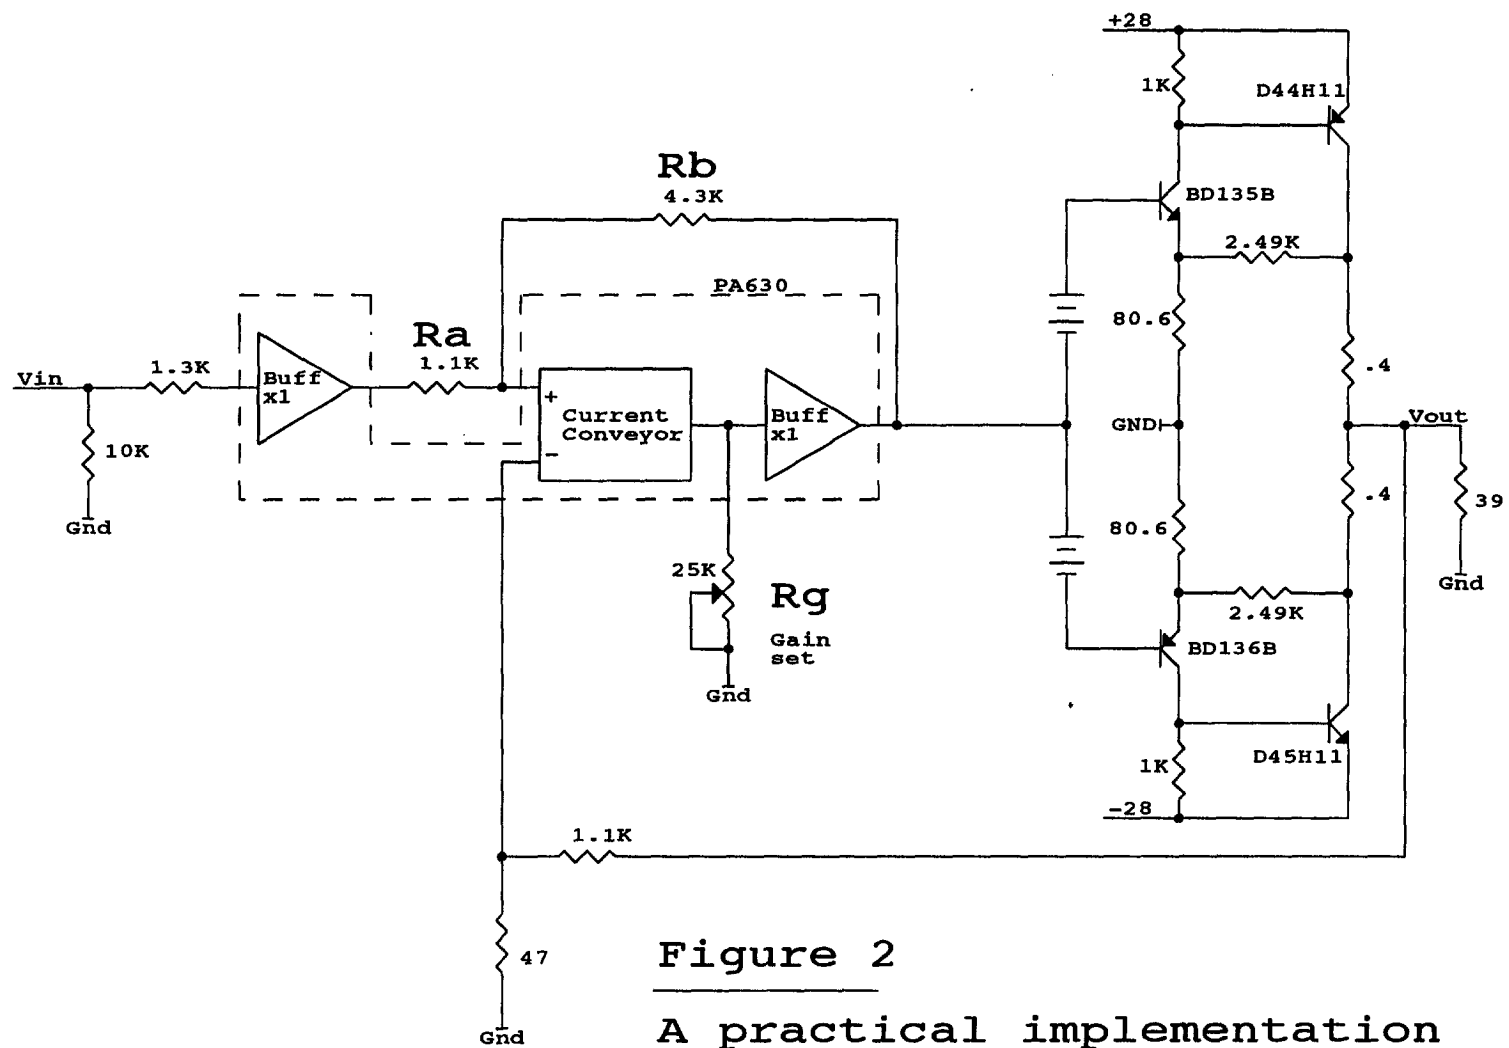 +28
1K
D44H11
Rb
4.3K
BD135B
2.49K
PA630
Ra
1.1K
80.6
.4
Vin
1.3K
Buff
x1
+
Current
Conveyor
-
Buff
x1
GND
Vout
10K
Gnd
80.6
.4
39
Gnd
25K
Rg
Gain
set
Gnd
2.49K
BD136B
1K
D45H11
-28
1.1K
47
Gnd
Figure 2
A practical implementation